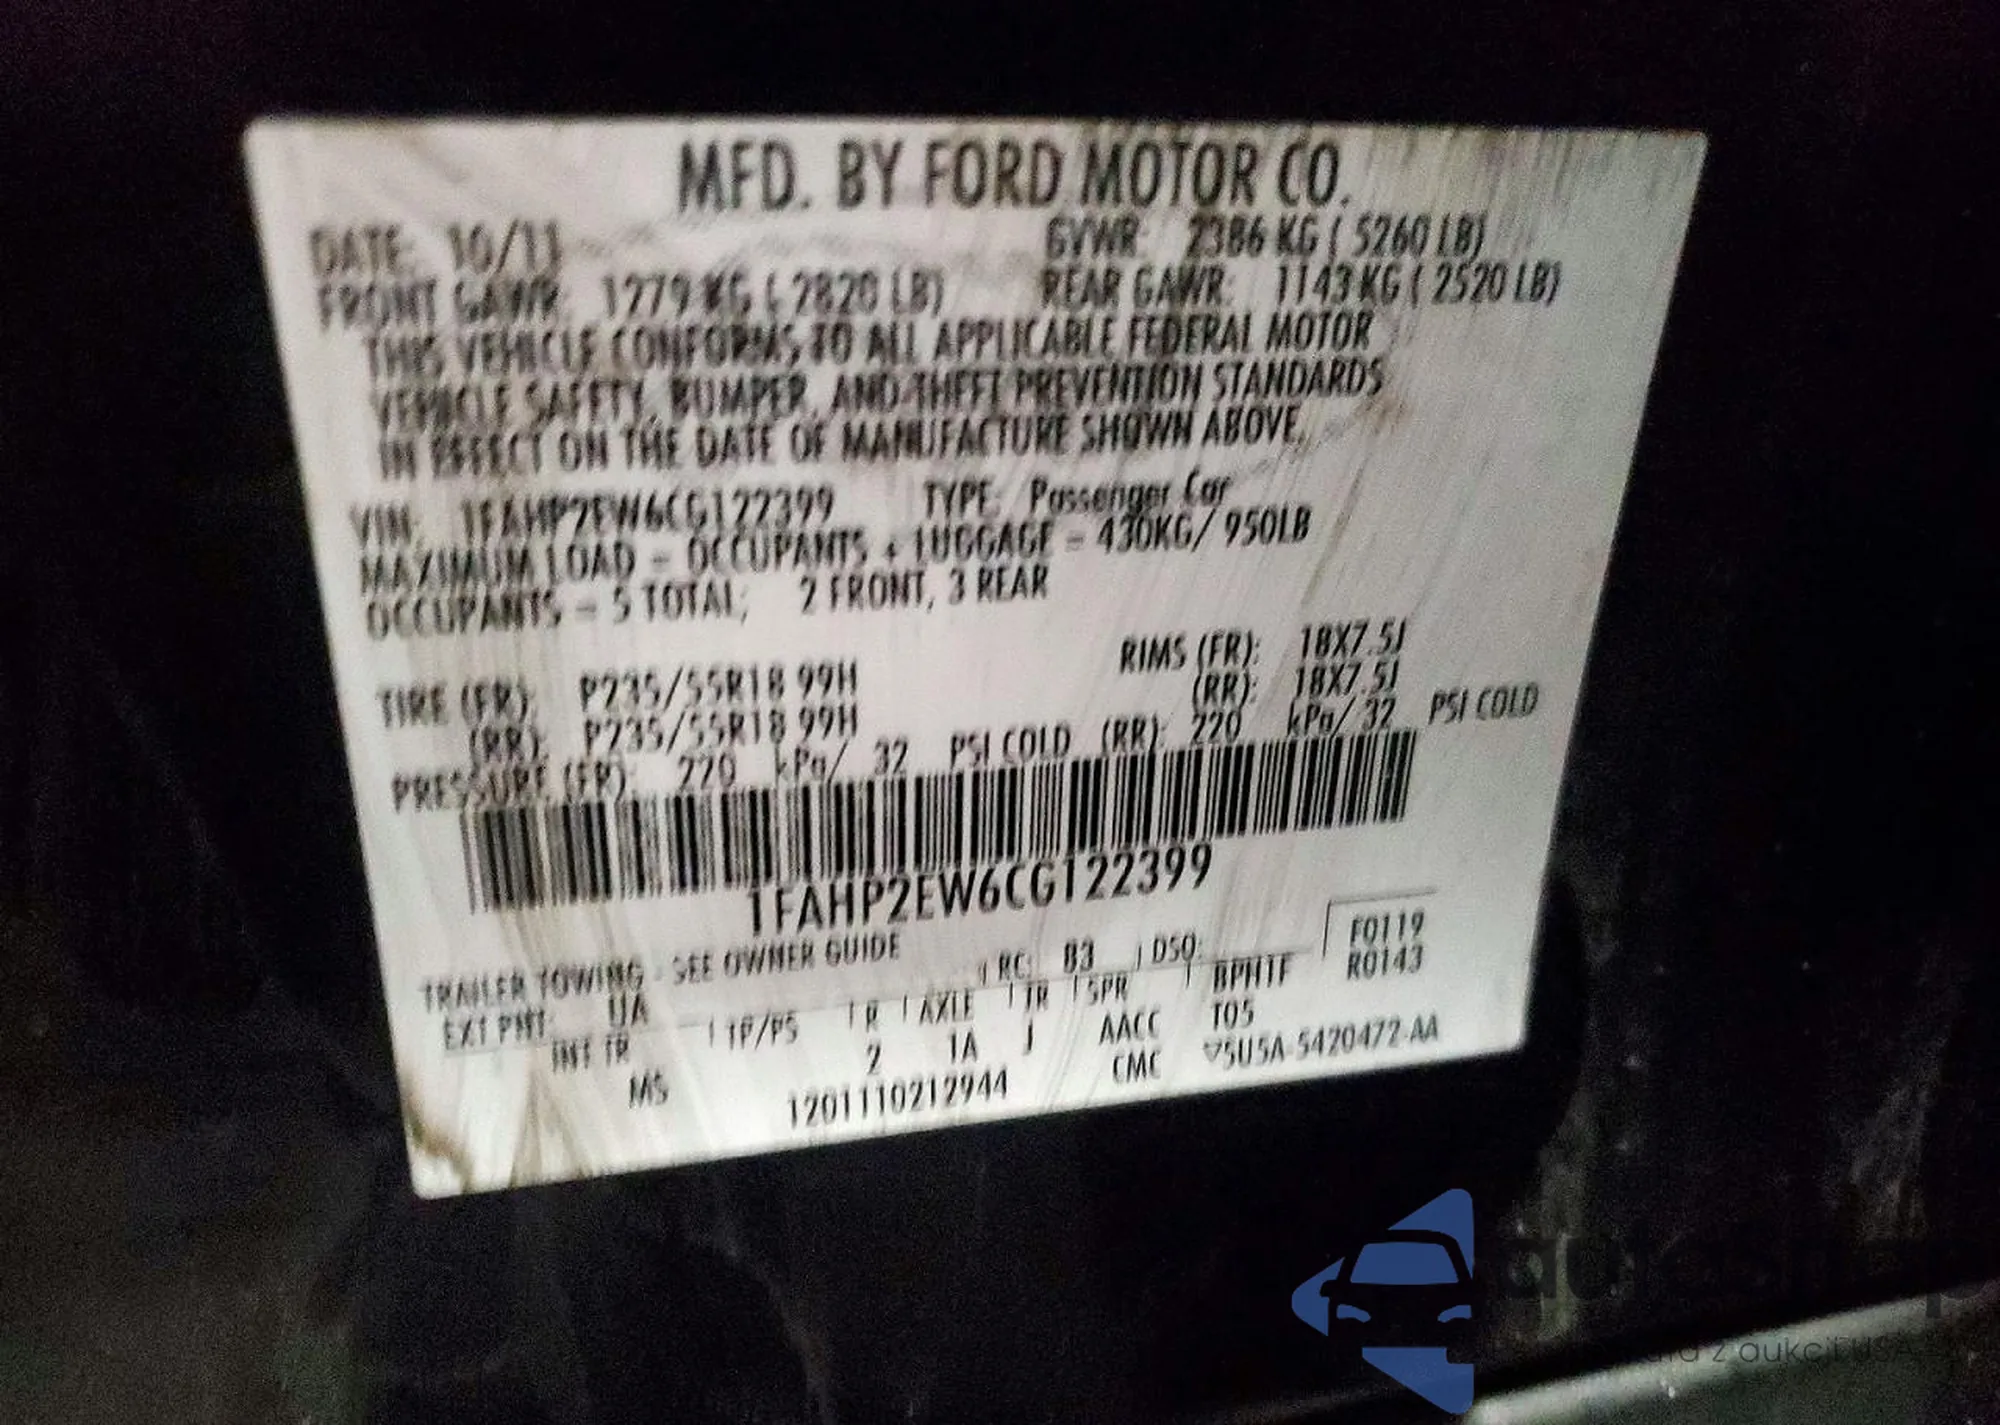 MFD. BY FORD MOTOR CO.
DATE: 10/11 GVWR: 2386 KG ( 5260 LB)
FRONT GAWR: 1279 KG ( 2820 LB) REAR GAWR: 1143 KG ( 2520 LB)
THIS VEHICLE CONFORMS TO ALL APPLICABLE FEDERAL MOTOR
VEHICLE SAFETY, BUMPER, AND THEFT PREVENTION STANDARDS
IN EFFECT ON THE DATE OF MANUFACTURE SHOWN ABOVE.
VIN: 1FAHP2EW6CG122399 TYPE: Passenger Car
MAXIMUM LOAD = OCCUPANTS + LUGGAGE = 430KG/ 950LB
OCCUPANTS = 5 TOTAL; 2 FRONT, 3 REAR
TIRE (FR): P235/55R18 99H RIMS (FR): 18X7.5J
(RR): P235/55R18 99H (RR): 18X7.5J
PRESSURE (FR): 220 kPa/ 32 PSI COLD (RR): 220 kPa/ 32 PSI COLD
1FAHP2EW6CG122399
TRAILER TOWING - SEE OWNER GUIDE
F0119
EXT PNT: UA RC: 83 DSO: R0143
INT TR TP/PS R AXLE TR SPR BPHTF
MS 2 1A J AACC T05
1201110212944 CMC ▽5U5A-5420472-AA
autoshop
auta z aukcji USA